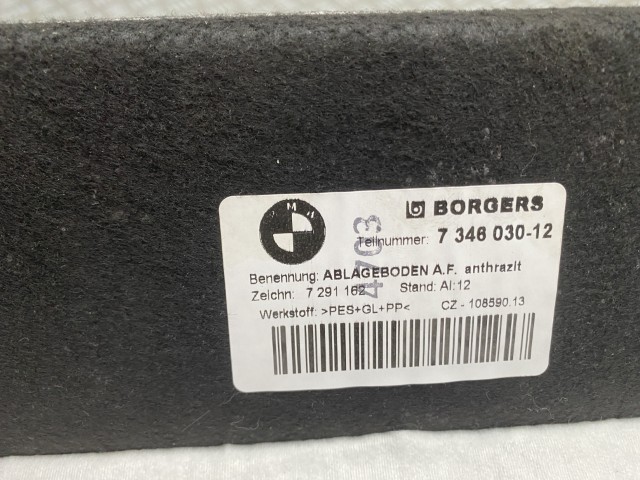 BMW
BORGERS
Teilnummer: 7 346 030-12
4703
Benennung: ABLAGEBODEN A.F. anthrazit
Zeichn: 7 291 162 Stand: AI:12
Werkstoff: >PES+GL+PP< CZ - 108590.13